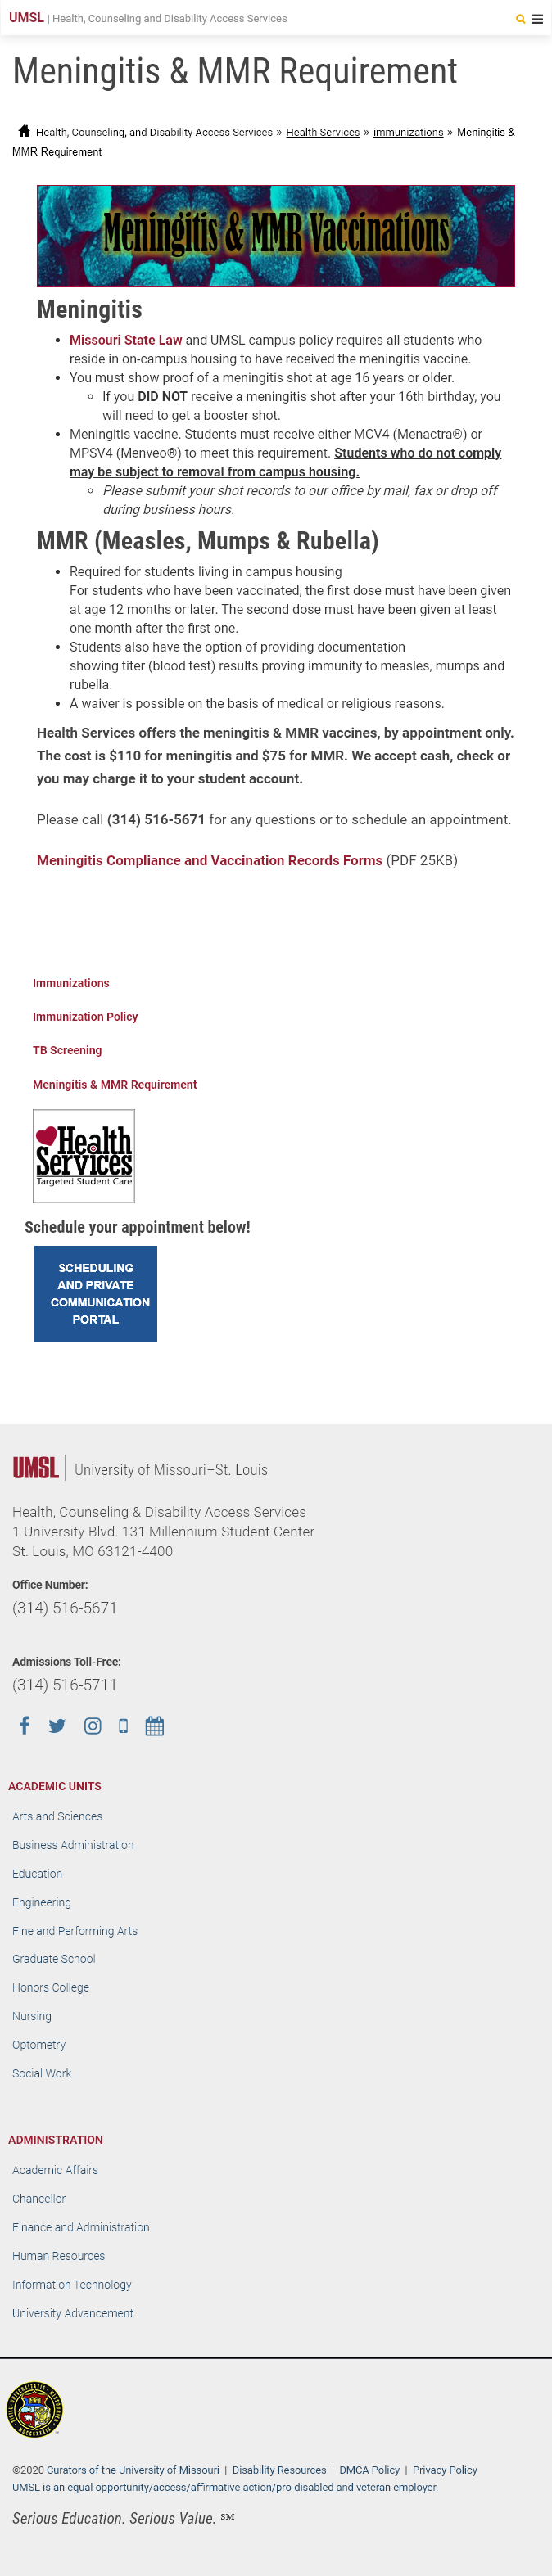 UMSL | Health, Counseling and Disability Access Services
Meningitis & MMR Requirement
Health, Counseling, and Disability Access Services » Health Services » immunizations » Meningitis &
MMR Requirement
Meningitis & MMR Vaccinations
Meningitis
• Missouri State Law and UMSL campus policy requires all students who
reside in on-campus housing to have received the meningitis vaccine.
• You must show proof of a meningitis shot at age 16 years or older.
◦ If you DID NOT receive a meningitis shot after your 16th birthday, you
will need to get a booster shot.
• Meningitis vaccine. Students must receive either MCV4 (Menactra®) or
MPSV4 (Menveo®) to meet this requirement. Students who do not comply
may be subject to removal from campus housing.
◦ Please submit your shot records to our office by mail, fax or drop off
during business hours.
MMR (Measles, Mumps & Rubella)
• Required for students living in campus housing
For students who have been vaccinated, the first dose must have been given
at age 12 months or later. The second dose must have been given at least
one month after the first one.
• Students also have the option of providing documentation
showing titer (blood test) results proving immunity to measles, mumps and
rubella.
• A waiver is possible on the basis of medical or religious reasons.
Health Services offers the meningitis & MMR vaccines, by appointment only.
The cost is $110 for meningitis and $75 for MMR. We accept cash, check or
you may charge it to your student account.
Please call (314) 516-5671 for any questions or to schedule an appointment.
Meningitis Compliance and Vaccination Records Forms (PDF 25KB)
Immunizations
Immunization Policy
TB Screening
Meningitis & MMR Requirement
Health
Services
Targeted Student Care
Schedule your appointment below!
SCHEDULING
AND PRIVATE
COMMUNICATION
PORTAL
UMSL | University of Missouri–St. Louis
Health, Counseling & Disability Access Services
1 University Blvd. 131 Millennium Student Center
St. Louis, MO 63121-4400
Office Number:
(314) 516-5671
Admissions Toll-Free:
(314) 516-5711
ACADEMIC UNITS
Arts and Sciences
Business Administration
Education
Engineering
Fine and Performing Arts
Graduate School
Honors College
Nursing
Optometry
Social Work
ADMINISTRATION
Academic Affairs
Chancellor
Finance and Administration
Human Resources
Information Technology
University Advancement
©2020 Curators of the University of Missouri | Disability Resources | DMCA Policy | Privacy Policy
UMSL is an equal opportunity/access/affirmative action/pro-disabled and veteran employer.
Serious Education. Serious Value. ℠